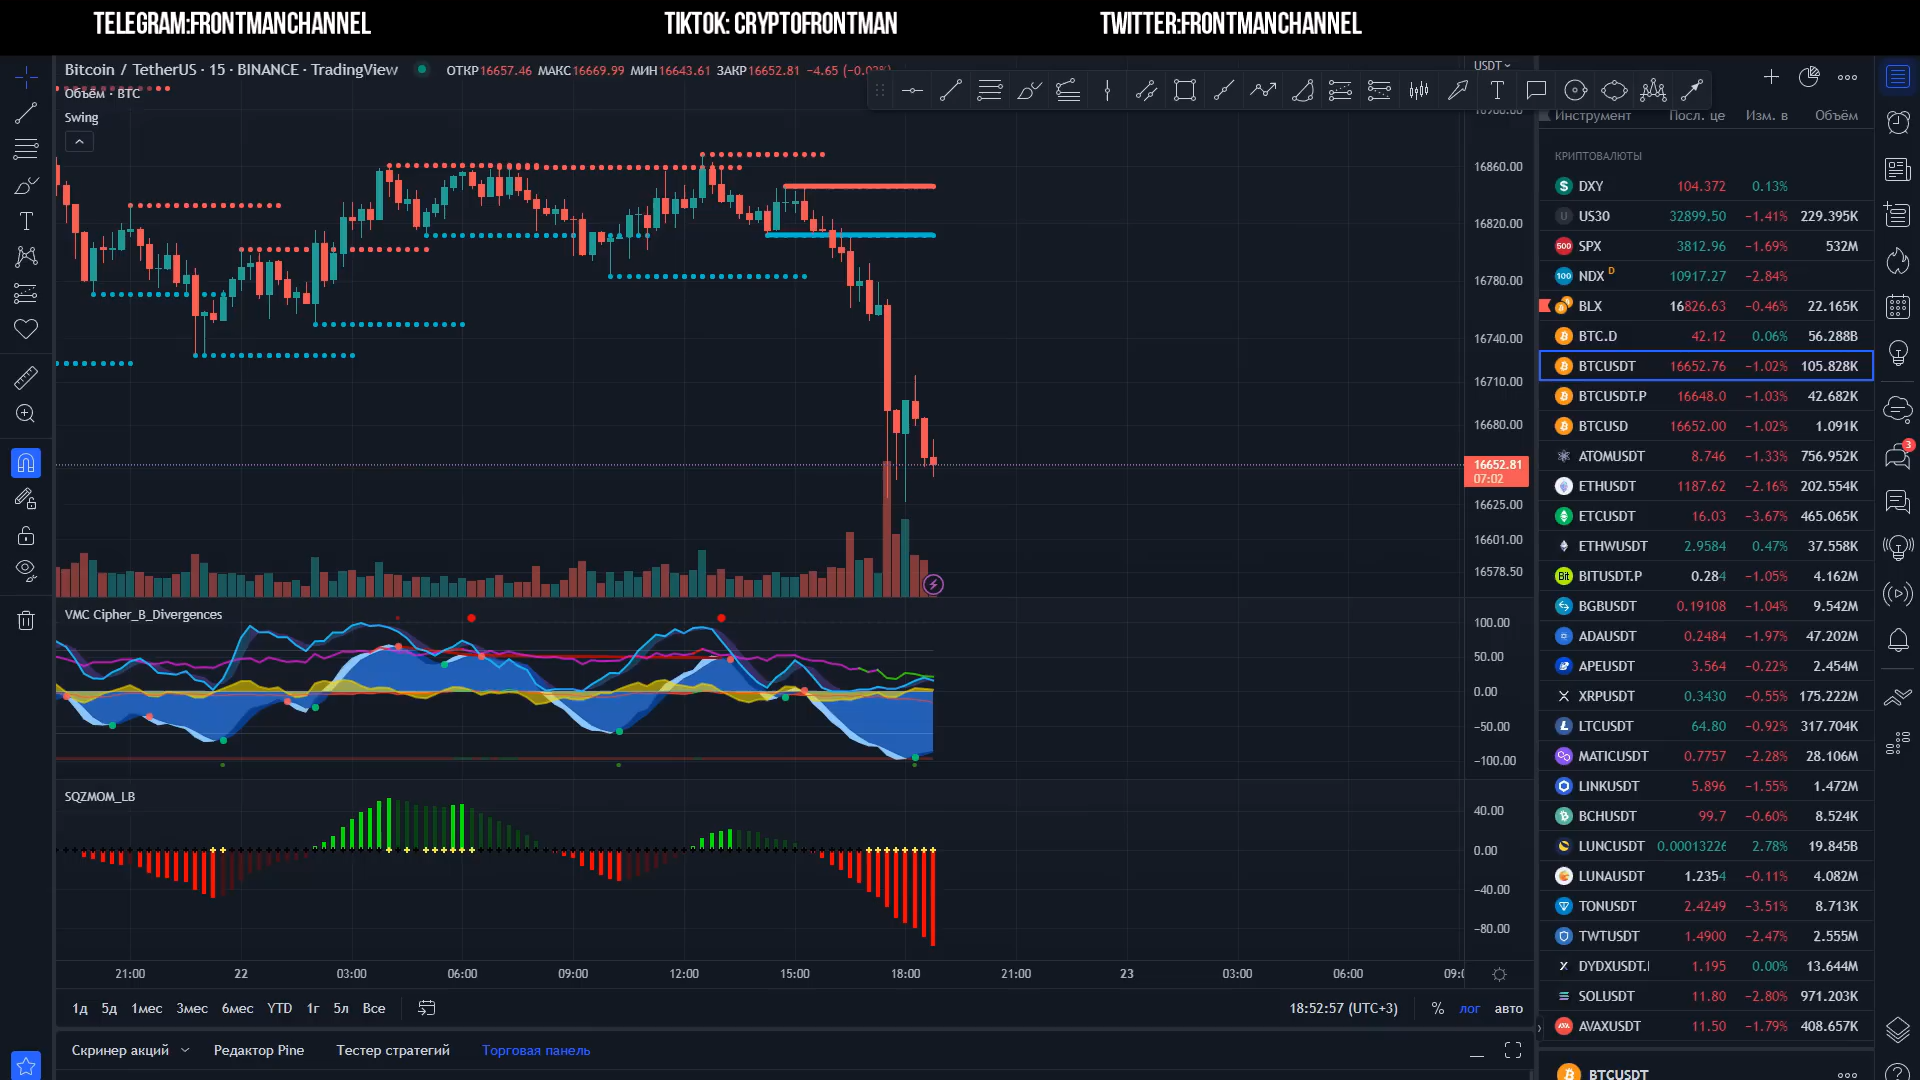 TELEGRAM:FRONTMANCHANNEL
TIKTOK: CRYPTOFRONTMAN
TWITTER:FRONTMANCHANNEL
Bitcoin / TetherUS · 15 · BINANCE · TradingView ОТКР16657.46 МАКС16669.99 МИН16643.61 ЗАКР16652.81 −4.65 (−0.03%)
Объём · BTC
Swing
USDT
16860.00
16820.00
16780.00
16740.00
16710.00
16680.00
16652.81
07:02
16625.00
16601.00
16578.50
VMC Cipher_B_Divergences
100.00
50.00
0.00
−50.00
−100.00
SQZMOM_LB
40.00
0.00
−40.00
−80.00
21:00 22 03:00 06:00 09:00 12:00 15:00 18:00 21:00 23 03:00 06:00
1д 5д 1мес 3мес 6мес YTD 1г 5л Все
18:52:57 (UTC+3) % лог авто
Скринер акций Редактор Pine Тестер стратегий Торговая панель
Инструмент Посл. це Изм. в Объём
КРИПТОВАЛЮТЫ
DXY 104.372 0.13%
US30 32899.50 −1.41% 229.395K
SPX 3812.96 −1.69% 532M
NDX D 10917.27 −2.84%
BLX 16826.63 −0.46% 22.165K
BTC.D 42.12 0.06% 56.288B
BTCUSDT 16652.76 −1.02% 105.828K
BTCUSDT.P 16648.0 −1.03% 42.682K
BTCUSD 16652.00 −1.02% 1.091K
ATOMUSDT 8.746 −1.33% 756.952K
ETHUSDT 1187.62 −2.16% 202.554K
ETCUSDT 16.03 −3.67% 465.065K
ETHWUSDT 2.9584 0.47% 37.558K
BITUSDT.P 0.284 −1.05% 4.162M
BGBUSDT 0.19108 −1.04% 9.542M
ADAUSDT 0.2484 −1.97% 47.202M
APEUSDT 3.564 −0.22% 2.454M
XRPUSDT 0.3430 −0.55% 175.222M
LTCUSDT 64.80 −0.92% 317.704K
MATICUSDT 0.7757 −2.28% 28.106M
LINKUSDT 5.896 −1.55% 1.472M
BCHUSDT 99.7 −0.60% 8.524K
LUNCUSDT 0.00013226 2.78% 19.845B
LUNAUSDT 1.2354 −0.11% 4.082M
TONUSDT 2.4249 −3.51% 8.713K
TWTUSDT 1.4900 −2.47% 2.555M
DYDXUSDT. 1.195 0.00% 13.644M
SOLUSDT 11.80 −2.80% 971.203K
AVAXUSDT 11.50 −1.79% 408.657K
BTCUSDT
3